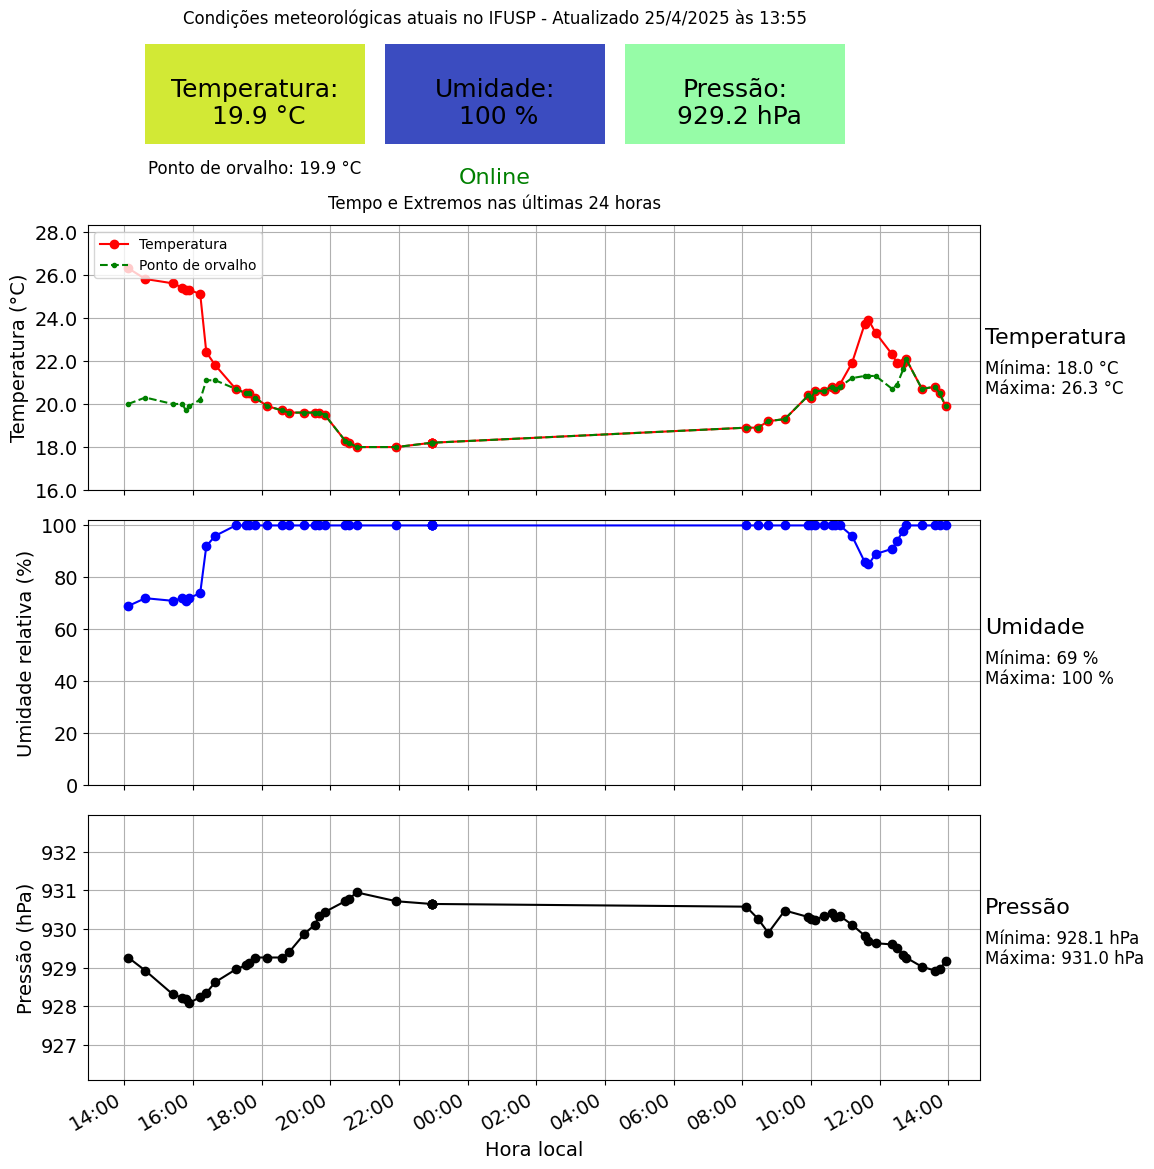 Condições meteorológicas atuais no IFUSP - Atualizado 25/4/2025 às 13:55
Temperatura:
19.9 °C
Umidade:
100 %
Pressão:
929.2 hPa
Ponto de orvalho: 19.9 °C
Online
Tempo e Extremos nas últimas 24 horas
Temperatura (°C)
28.0
26.0
24.0
22.0
20.0
18.0
16.0
Temperatura
Ponto de orvalho
Temperatura
Mínima: 18.0 °C
Máxima: 26.3 °C
Umidade relativa (%)
100
80
60
40
20
0
Umidade
Mínima: 69 %
Máxima: 100 %
Pressão (hPa)
932
931
930
929
928
927
Pressão
Mínima: 928.1 hPa
Máxima: 931.0 hPa
14:00 16:00 18:00 20:00 22:00 00:00 02:00 04:00 06:00 08:00 10:00 12:00 14:00
Hora local